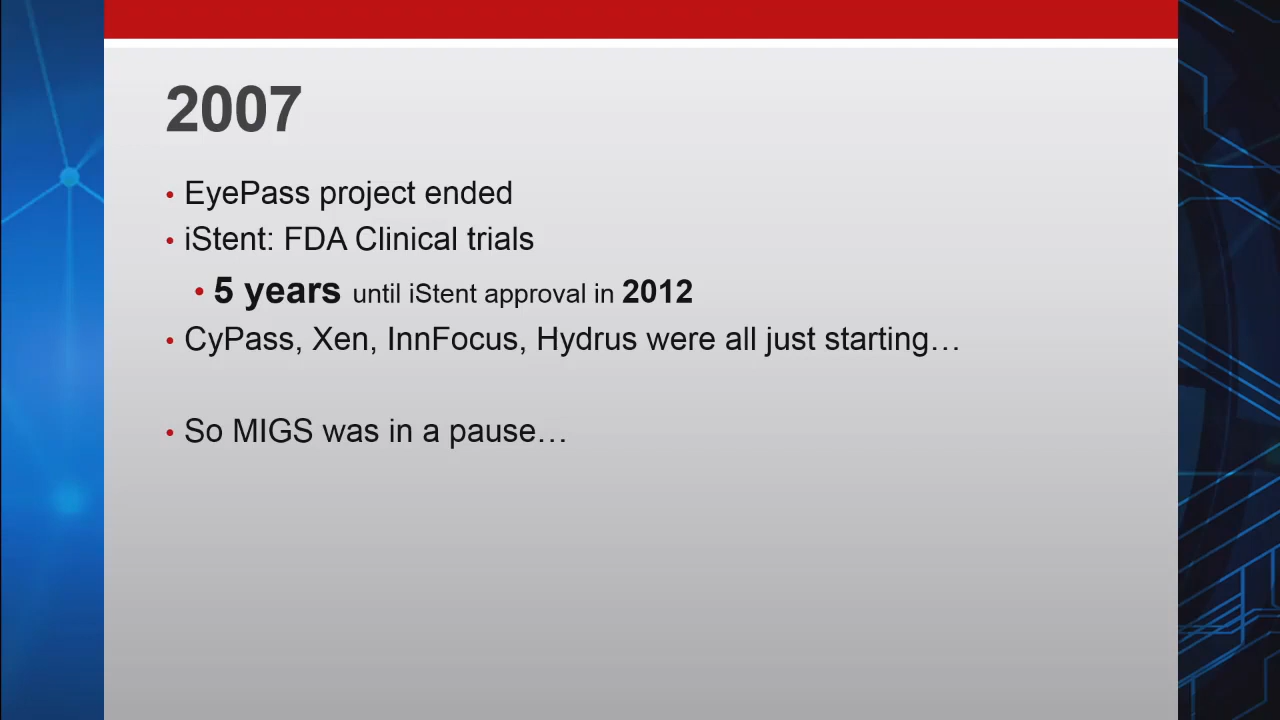 2007
• EyePass project ended
• iStent: FDA Clinical trials
• 5 years until iStent approval in 2012
• CyPass, Xen, InnFocus, Hydrus were all just starting…
• So MIGS was in a pause…